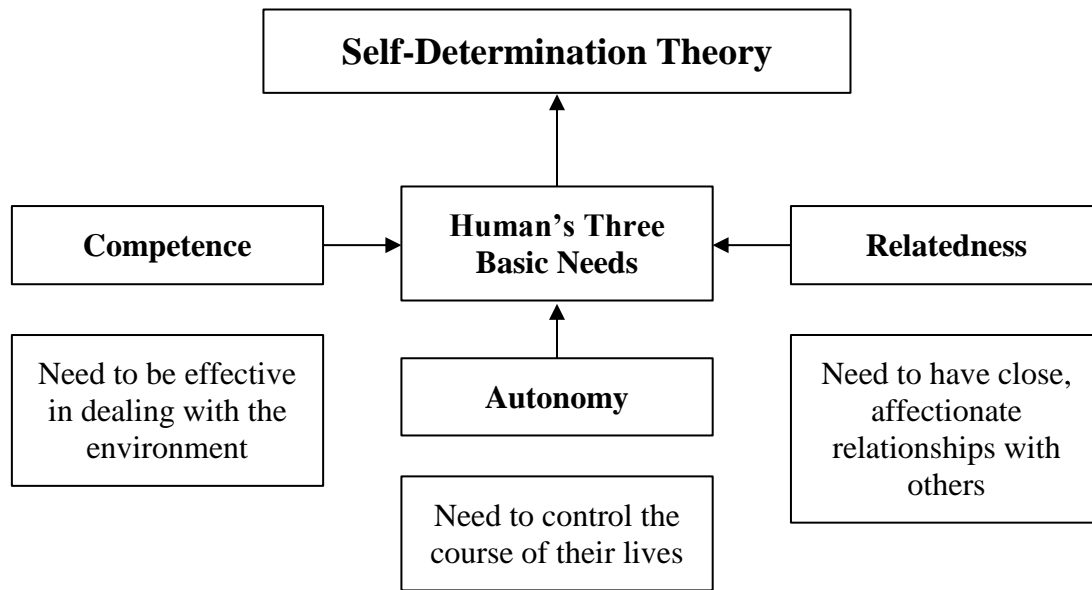 Self-Determination Theory
Competence
Human’s Three
Basic Needs
Relatedness
Need to be effective
in dealing with the
environment
Autonomy
Need to have close,
affectionate
relationships with
others
Need to control the
course of their lives